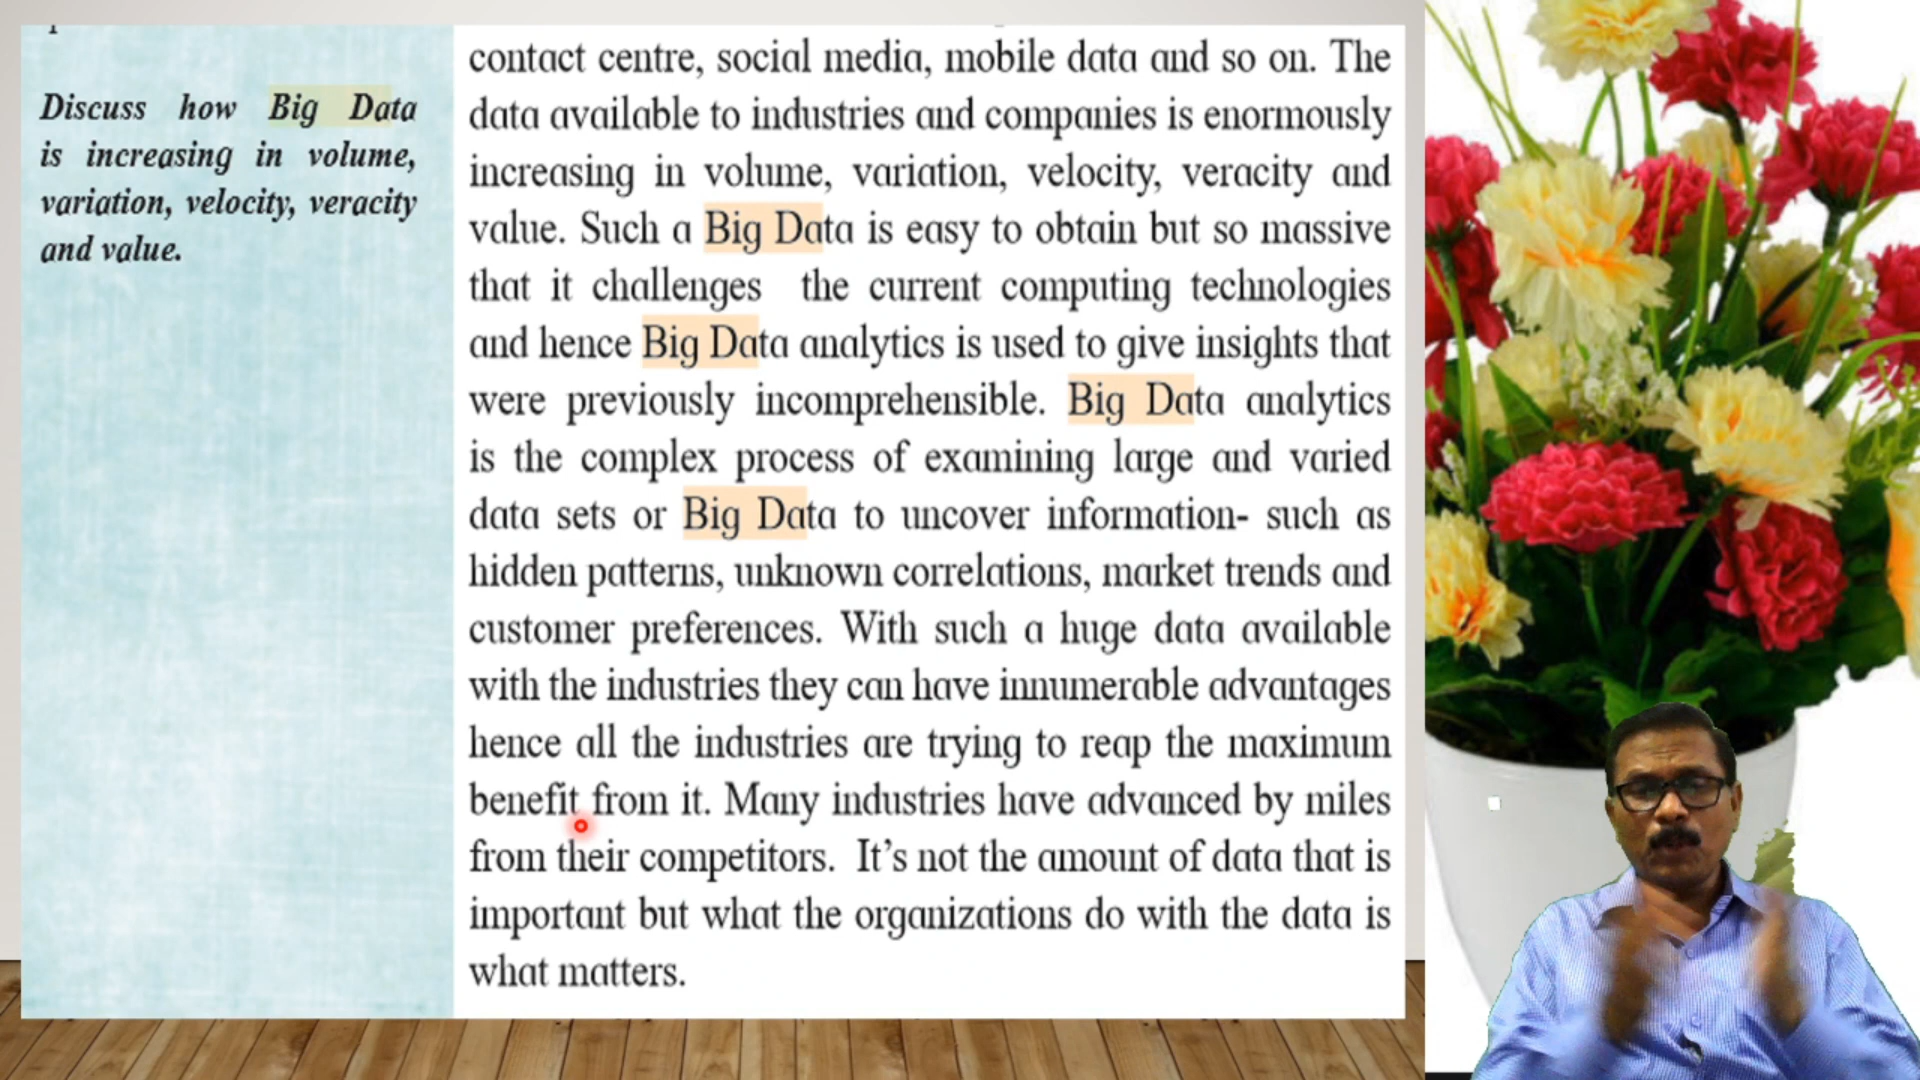 Discuss how Big Data
is increasing in volume,
variation, velocity, veracity
and value.
contact centre, social media, mobile data and so on. The
data available to industries and companies is enormously
increasing in volume, variation, velocity, veracity and
value. Such a Big Data is easy to obtain but so massive
that it challenges the current computing technologies
and hence Big Data analytics is used to give insights that
were previously incomprehensible. Big Data analytics
is the complex process of examining large and varied
data sets or Big Data to uncover information- such as
hidden patterns, unknown correlations, market trends and
customer preferences. With such a huge data available
with the industries they can have innumerable advantages
hence all the industries are trying to reap the maximum
benefit from it. Many industries have advanced by miles
from their competitors. It's not the amount of data that is
important but what the organizations do with the data is
what matters.